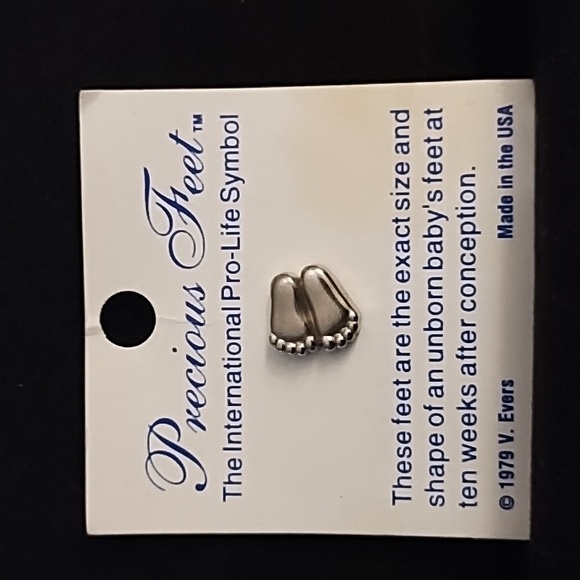 Precious Feet™
The International Pro-Life Symbol
These feet are the exact size and
shape of an unborn baby's feet at
ten weeks after conception.
© 1979 V. Evers Made in the USA